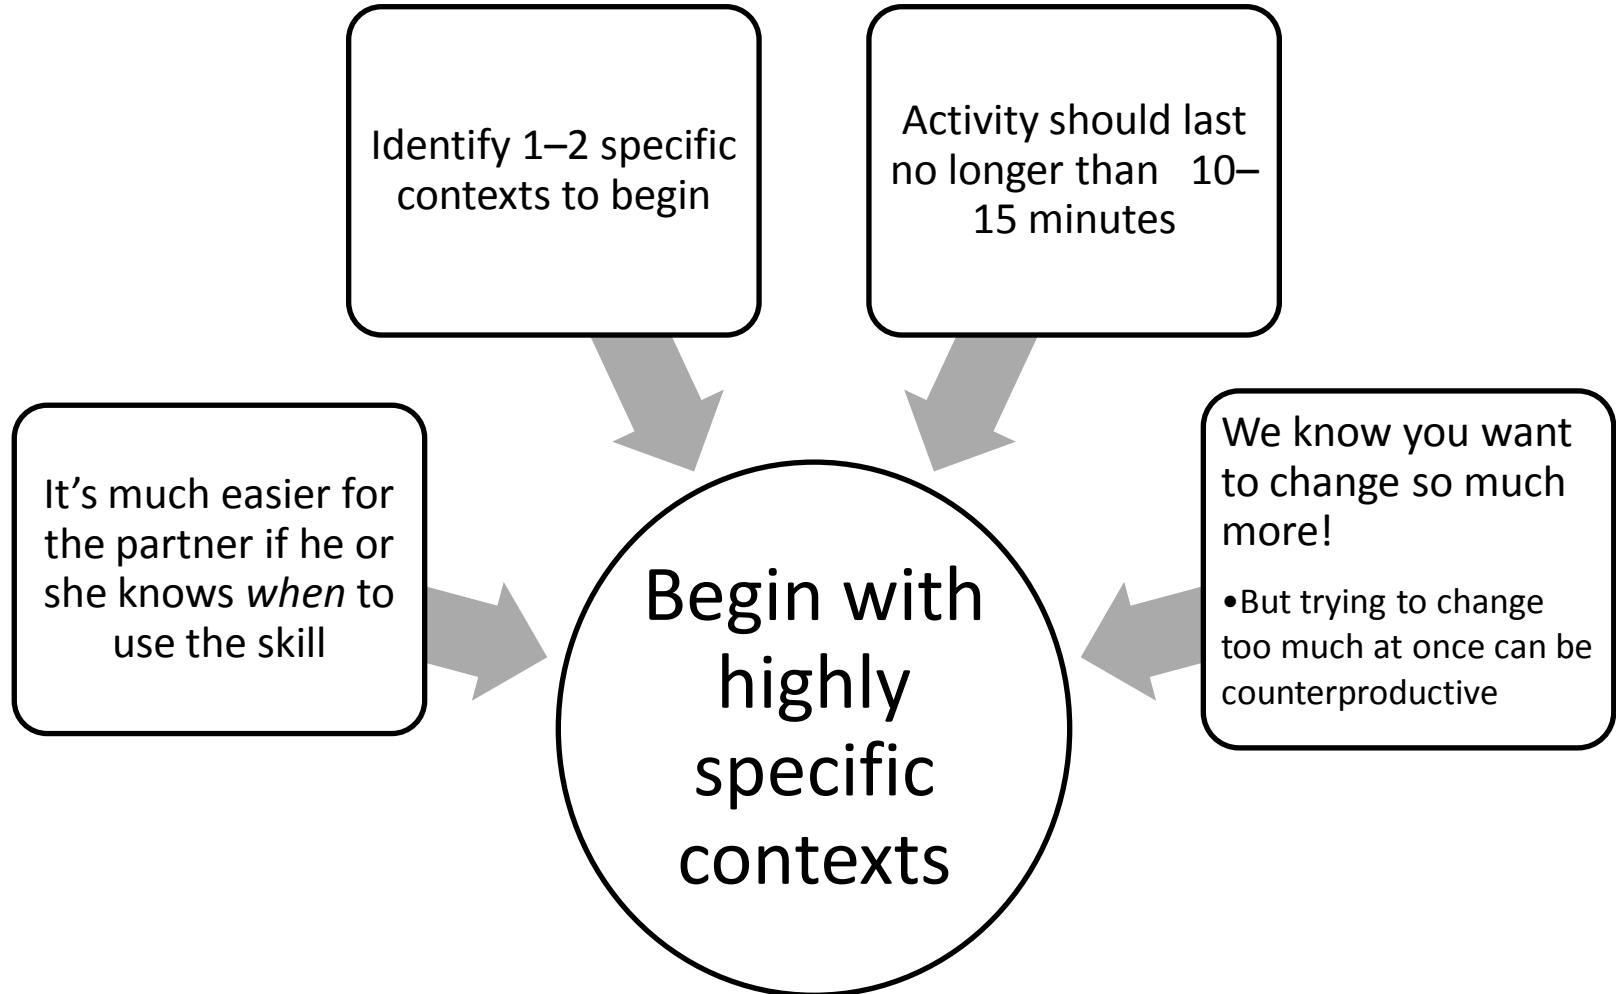 Identify 1–2 specific
contexts to begin
Activity should last
no longer than 10–
15 minutes
It’s much easier for
the partner if he or
she knows when to
use the skill
We know you want
to change so much
more!
•But trying to change
too much at once can be
counterproductive
Begin with
highly
specific
contexts